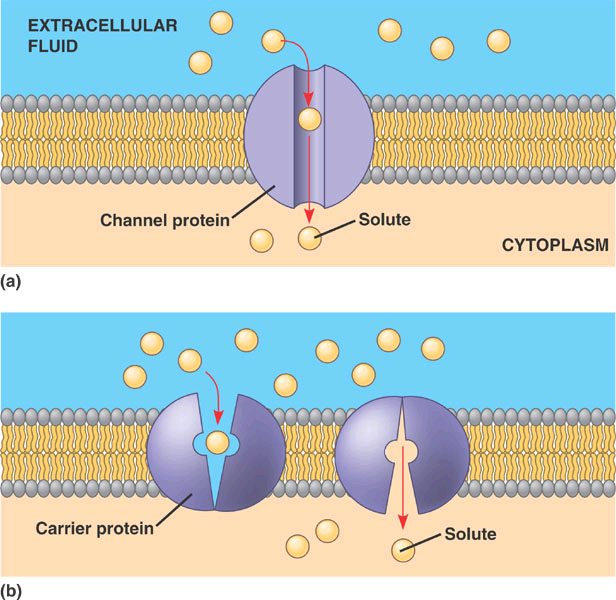 EXTRACELLULAR
FLUID
Channel protein
Solute
CYTOPLASM
(a)
Carrier protein
Solute
(b)